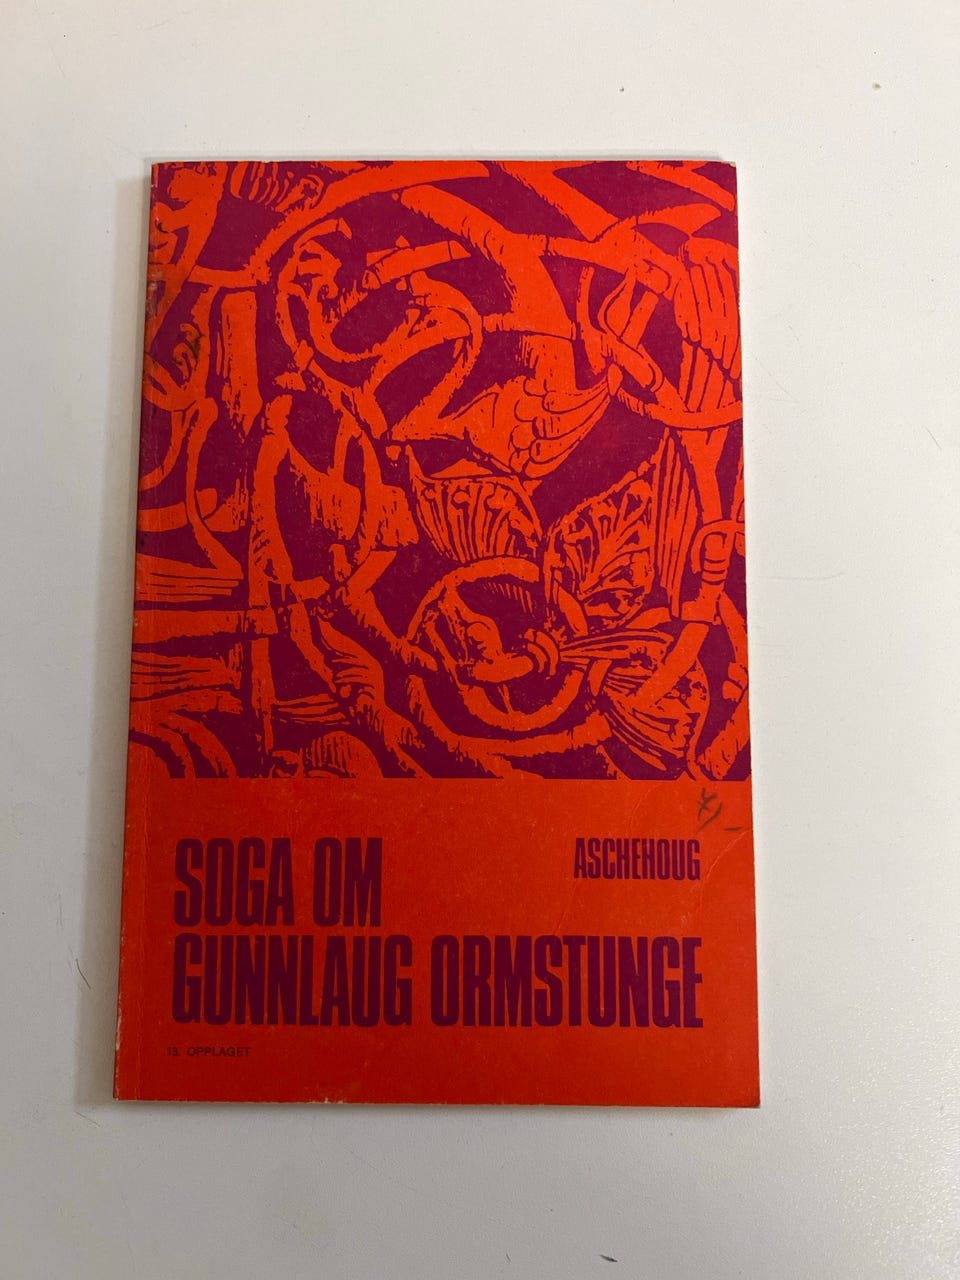 SOGA OM
ASCHEHOUG
GUNNLAUG ORMSTUNGE
13. OPPLAGET